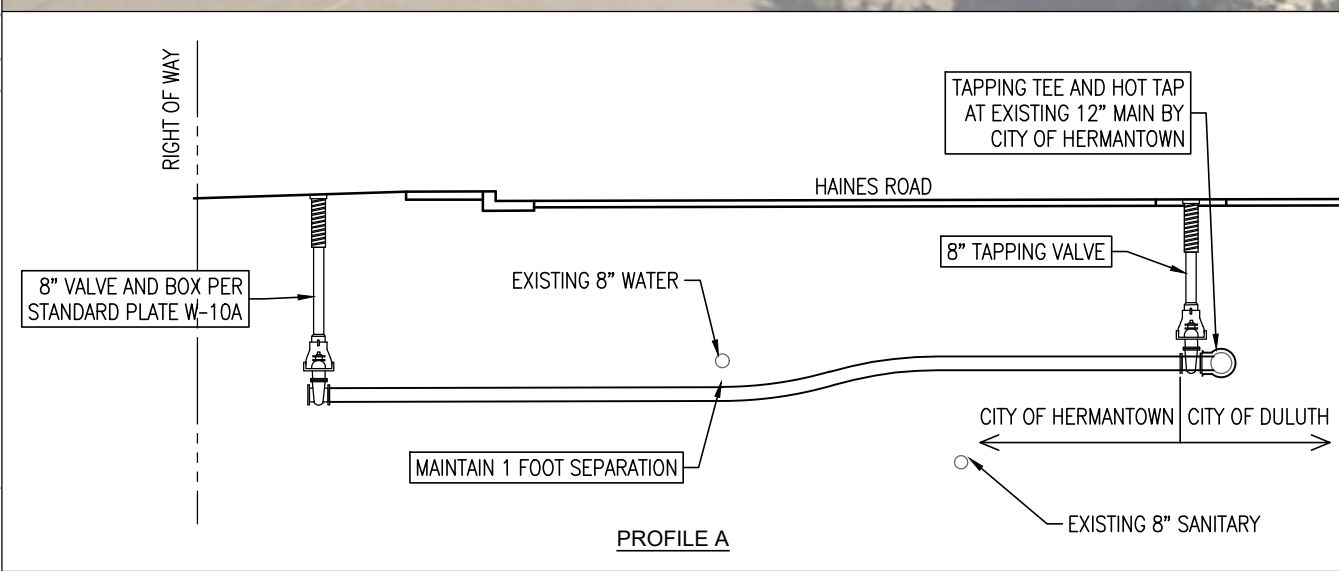 RIGHT OF WAY
TAPPING TEE AND HOT TAP
AT EXISTING 12" MAIN BY
CITY OF HERMANTOWN
HAINES ROAD
8" TAPPING VALVE
8" VALVE AND BOX PER
STANDARD PLATE W-10A
EXISTING 8" WATER
CITY OF HERMANTOWN
CITY OF DULUTH
MAINTAIN 1 FOOT SEPARATION
EXISTING 8" SANITARY
PROFILE A